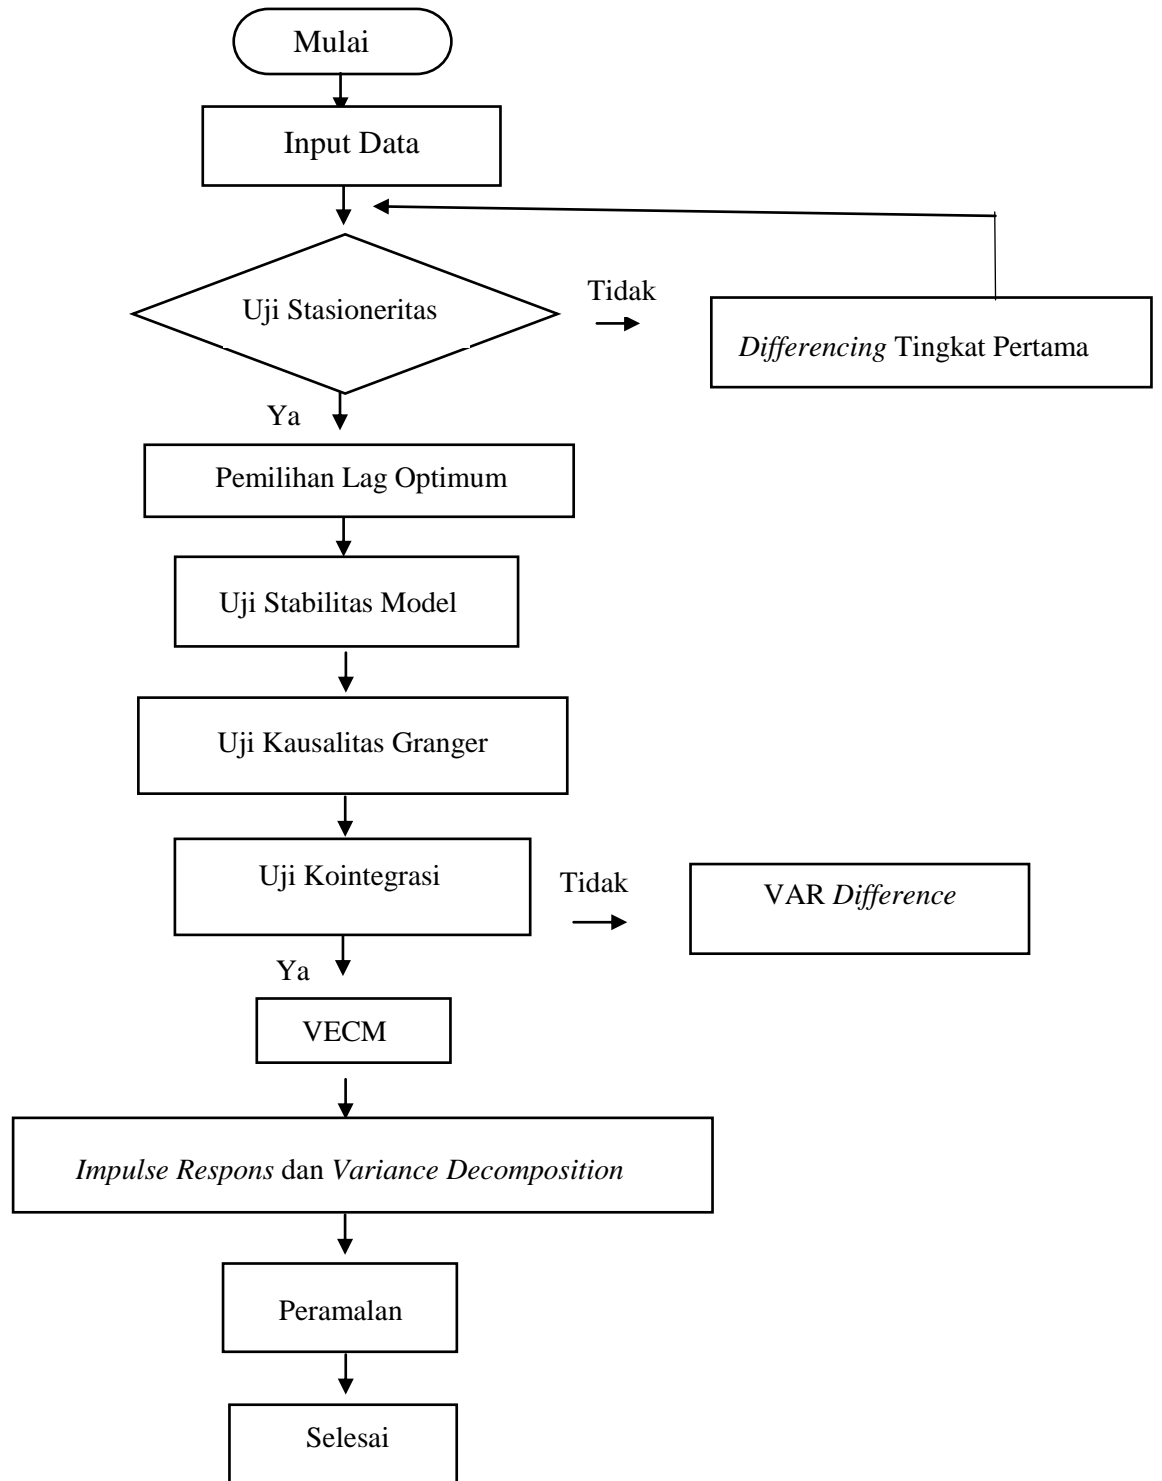 Mulai
Input Data
Uji Stasioneritas
Tidak
Differencing Tingkat Pertama
Ya
Pemilihan Lag Optimum
Uji Stabilitas Model
Uji Kausalitas Granger
Uji Kointegrasi
Tidak
VAR Difference
Ya
VECM
Impulse Respons dan Variance Decomposition
Peramalan
Selesai